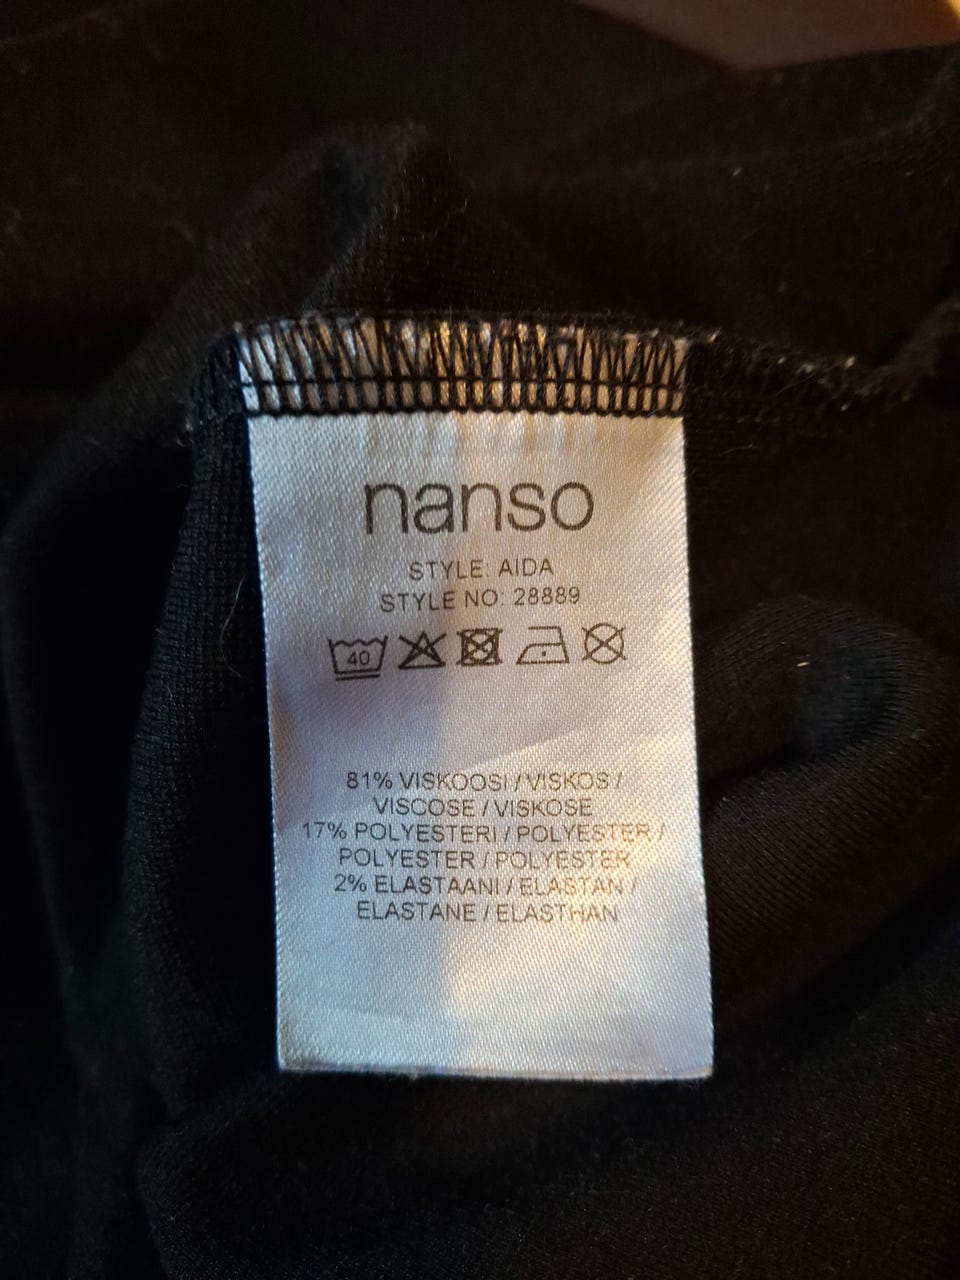 nanso
STYLE: AIDA
STYLE NO: 28889
40
81% VISKOOSI / VISKOS /
VISCOSE / VISKOSE
17% POLYESTERI / POLYESTER /
POLYESTER / POLYESTER
2% ELASTAANI / ELASTAN /
ELASTANE / ELASTHAN